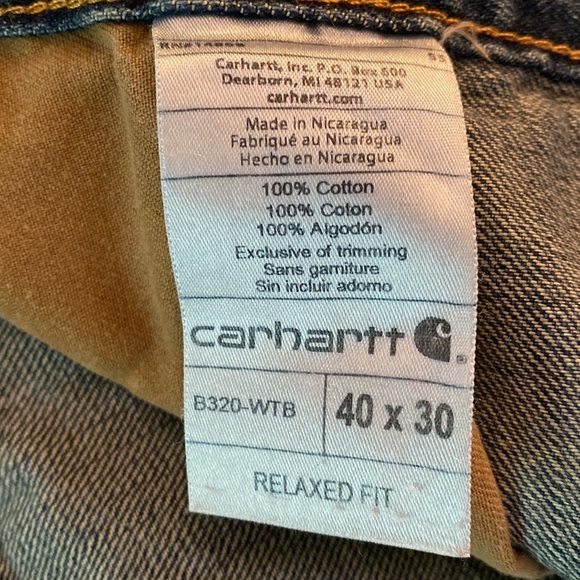 Carhartt, Inc. P.O. Box 600
Dearborn, MI 48121 USA
carhartt.com
Made in Nicaragua
Fabriqué au Nicaragua
Hecho en Nicaragua
100% Cotton
100% Coton
100% Algodón
Exclusive of trimming
Sans garniture
Sin incluir adorno
carhartt
B320-WTB
40 x 30
RELAXED FIT